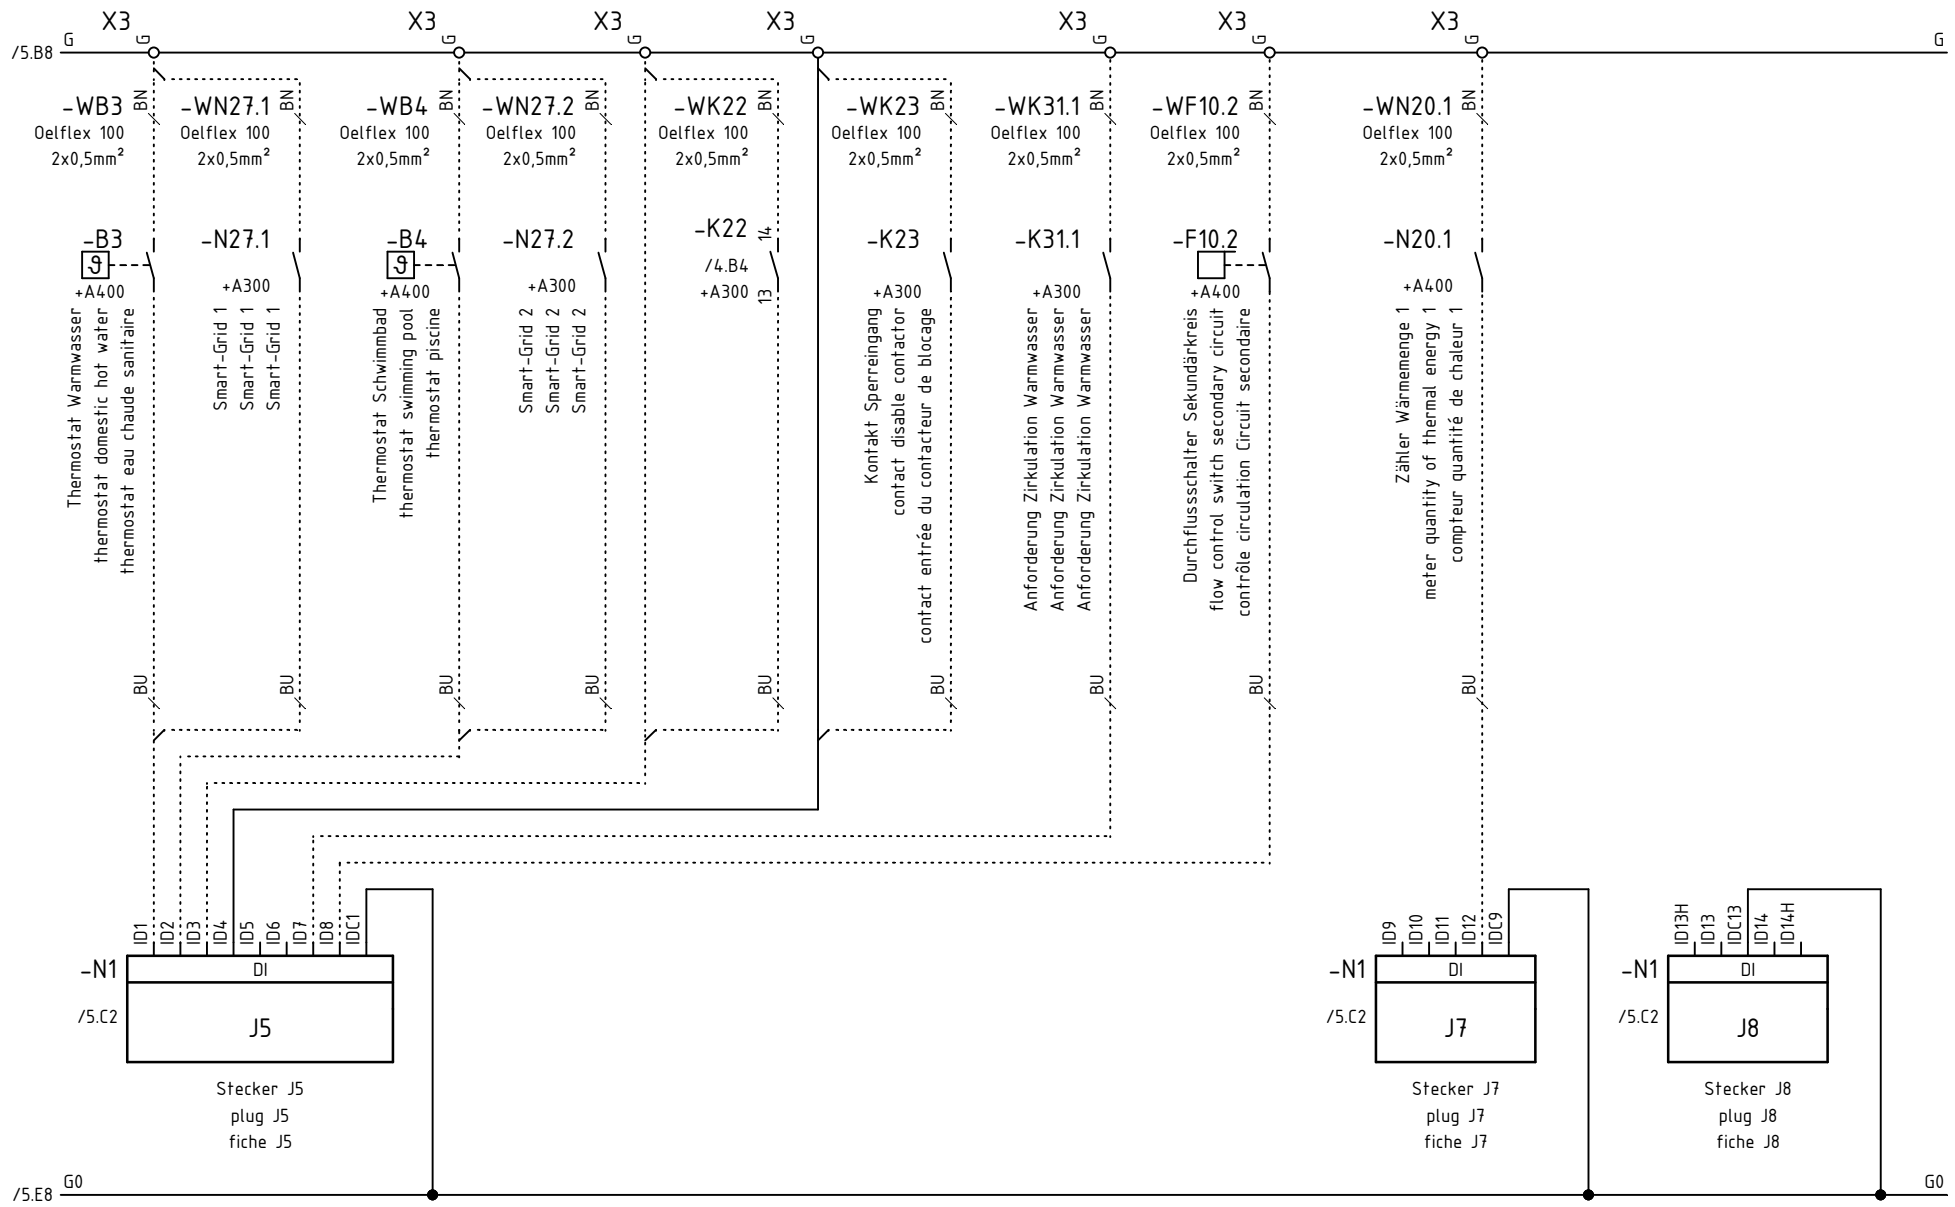 X3 X3 X3 X3 X3 X3 X3
/5.B8 G G G G G G G G G
-WB3 BN -WN27.1 BN -WB4 BN -WN27.2 BN -WK22 BN -WK23 BN -WK31.1 BN -WF10.2 BN -WN20.1 BN
Oelflex 100 Oelflex 100 Oelflex 100 Oelflex 100 Oelflex 100 Oelflex 100 Oelflex 100 Oelflex 100 Oelflex 100
2x0,5mm² 2x0,5mm² 2x0,5mm² 2x0,5mm² 2x0,5mm² 2x0,5mm² 2x0,5mm² 2x0,5mm² 2x0,5mm²
-B3
ϑ
+A400
Thermostat Warmwasser
thermostat domestic hot water
thermostat eau chaude sanitaire
-N27.1
+A300
Smart-Grid 1
Smart-Grid 1
Smart-Grid 1
-B4
ϑ
+A400
Thermostat Schwimmbad
thermostat swimming pool
thermostat piscine
-N27.2
+A300
Smart-Grid 2
Smart-Grid 2
Smart-Grid 2
-K22 14
/4.B4
+A300 13
-K23
+A300
Kontakt Sperreingang
contact disable contactor
contact entrée du contacteur de blocage
-K31.1
+A300
Anforderung Zirkulation Warmwasser
Anforderung Zirkulation Warmwasser
Anforderung Zirkulation Warmwasser
-F10.2
+A400
Durchflussschalter Sekundärkreis
flow control switch secondary circuit
contrôle circulation Circuit secondaire
-N20.1
+A400
Zähler Wärmemenge 1
meter quantity of thermal energy 1
compteur quantité de chaleur 1
BU BU BU BU BU BU BU BU BU
ID1 ID2 ID3 ID4 ID5 ID6 ID7 ID8 IDC1
-N1 DI
/5.C2 J5
Stecker J5
plug J5
fiche J5
ID9 ID10 ID11 ID12 IDC9
-N1 DI
/5.C2 J7
Stecker J7
plug J7
fiche J7
ID13H ID13 IDC13 ID14 ID14H
-N1 DI
/5.C2 J8
Stecker J8
plug J8
fiche J8
/5.E8 G0 G0